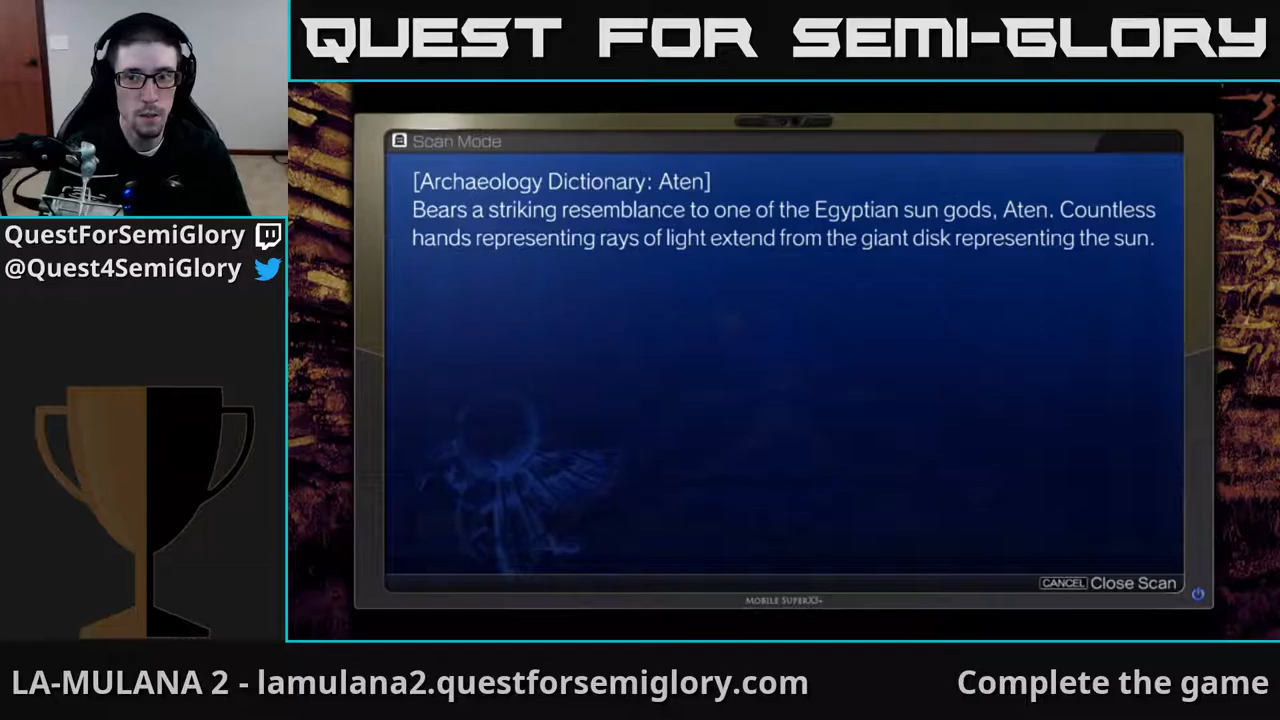 QUEST FOR SEMI-GLORY
Scan Mode
[Archaeology Dictionary: Aten]
Bears a striking resemblance to one of the Egyptian sun gods, Aten. Countless
hands representing rays of light extend from the giant disk representing the sun.
QuestForSemiGlory
@Quest4SemiGlory
CANCEL Close Scan
MOBILE SUPERX3+
LA-MULANA 2 - lamulana2.questforsemiglory.com
Complete the game